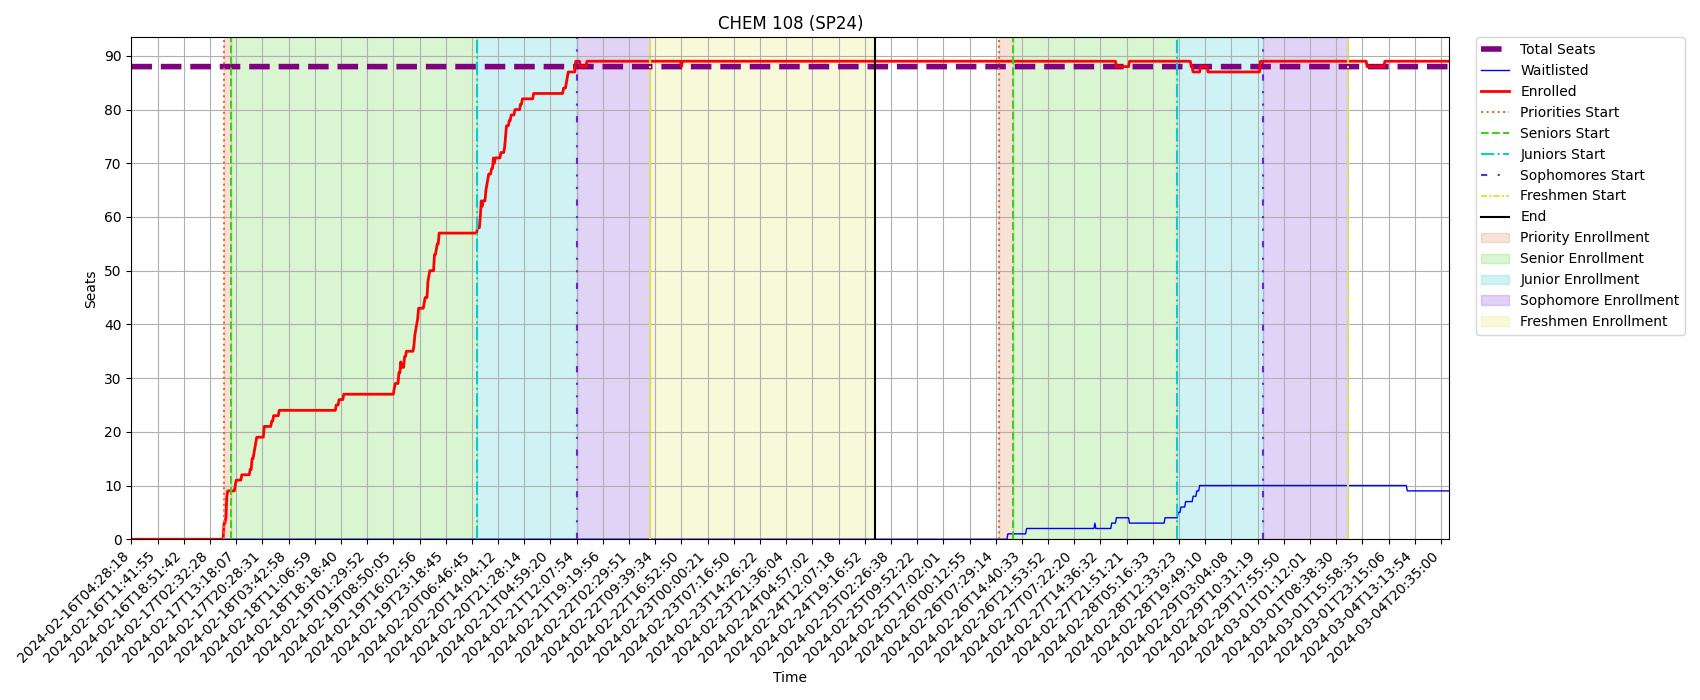 CHEM 108 (SP24)
90
80
70
60
50
40
30
20
10
0
Seats
2024-02-16T04:28:18
2024-02-16T11:41:55
2024-02-16T18:51:42
2024-02-17T02:32:28
2024-02-17T13:18:07
2024-02-17T20:28:31
2024-02-18T03:42:58
2024-02-18T11:06:59
2024-02-18T18:18:40
2024-02-19T01:29:52
2024-02-19T08:50:05
2024-02-19T16:02:56
2024-02-19T23:18:45
2024-02-20T06:46:45
2024-02-20T14:04:12
2024-02-20T21:28:14
2024-02-21T04:59:20
2024-02-21T12:07:54
2024-02-21T19:19:56
2024-02-22T02:29:51
2024-02-22T09:39:34
2024-02-22T16:52:50
2024-02-23T00:00:21
2024-02-23T07:16:50
2024-02-23T14:26:22
2024-02-23T21:36:04
2024-02-24T04:57:02
2024-02-24T12:07:18
2024-02-24T19:16:52
2024-02-25T02:26:38
2024-02-25T09:52:22
2024-02-25T17:02:01
2024-02-26T00:12:55
2024-02-26T07:29:14
2024-02-26T14:40:33
2024-02-26T21:53:52
2024-02-27T07:22:20
2024-02-27T14:36:32
2024-02-27T21:51:21
2024-02-28T05:16:33
2024-02-28T12:33:23
2024-02-28T19:49:10
2024-02-29T03:04:08
2024-02-29T10:31:19
2024-02-29T17:55:50
2024-03-01T01:12:01
2024-03-01T08:38:30
2024-03-01T15:58:35
2024-03-01T23:15:06
2024-03-04T13:13:54
2024-03-04T20:35:00
Time
Total Seats
Waitlisted
Enrolled
Priorities Start
Seniors Start
Juniors Start
Sophomores Start
Freshmen Start
End
Priority Enrollment
Senior Enrollment
Junior Enrollment
Sophomore Enrollment
Freshmen Enrollment